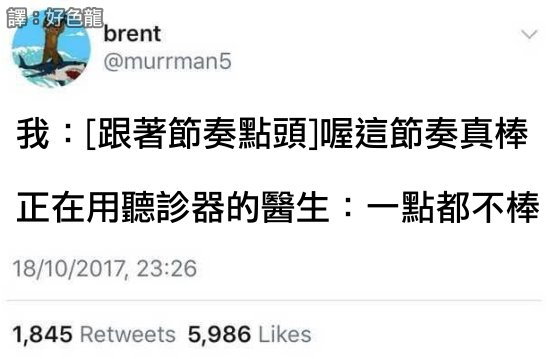 譯：好色龍
brent
@murrman5
我：[跟著節奏點頭]喔這節奏真棒
正在用聽診器的醫生：一點都不棒
18/10/2017, 23:26
1,845 Retweets 5,986 Likes